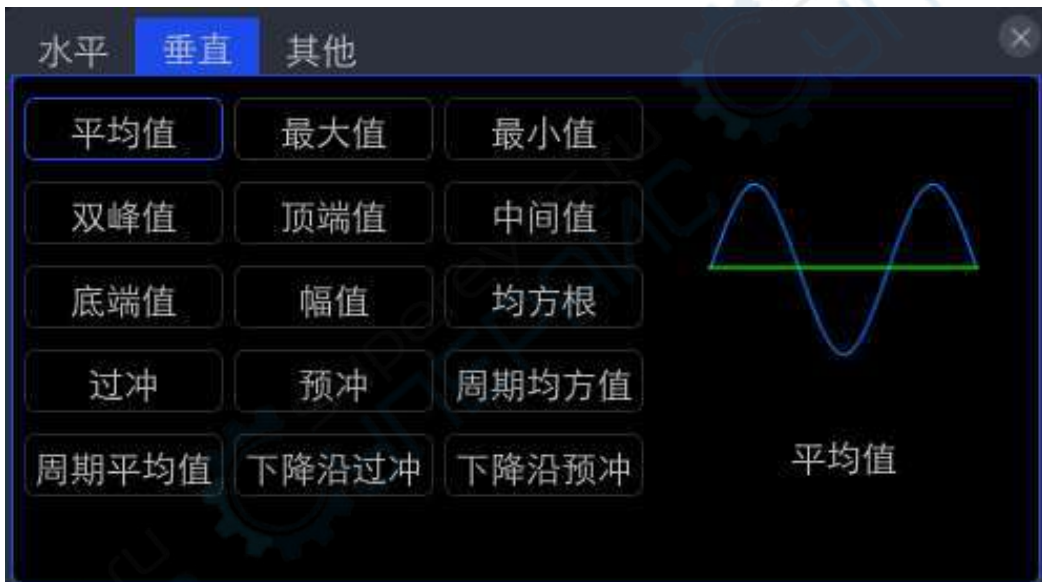 水平 垂直 其他
平均值 最大值 最小值
双峰值 顶端值 中间值
底端值 幅值 均方根
过冲 预冲 周期均方值
周期平均值 下降沿过冲 下降沿预冲
平均值